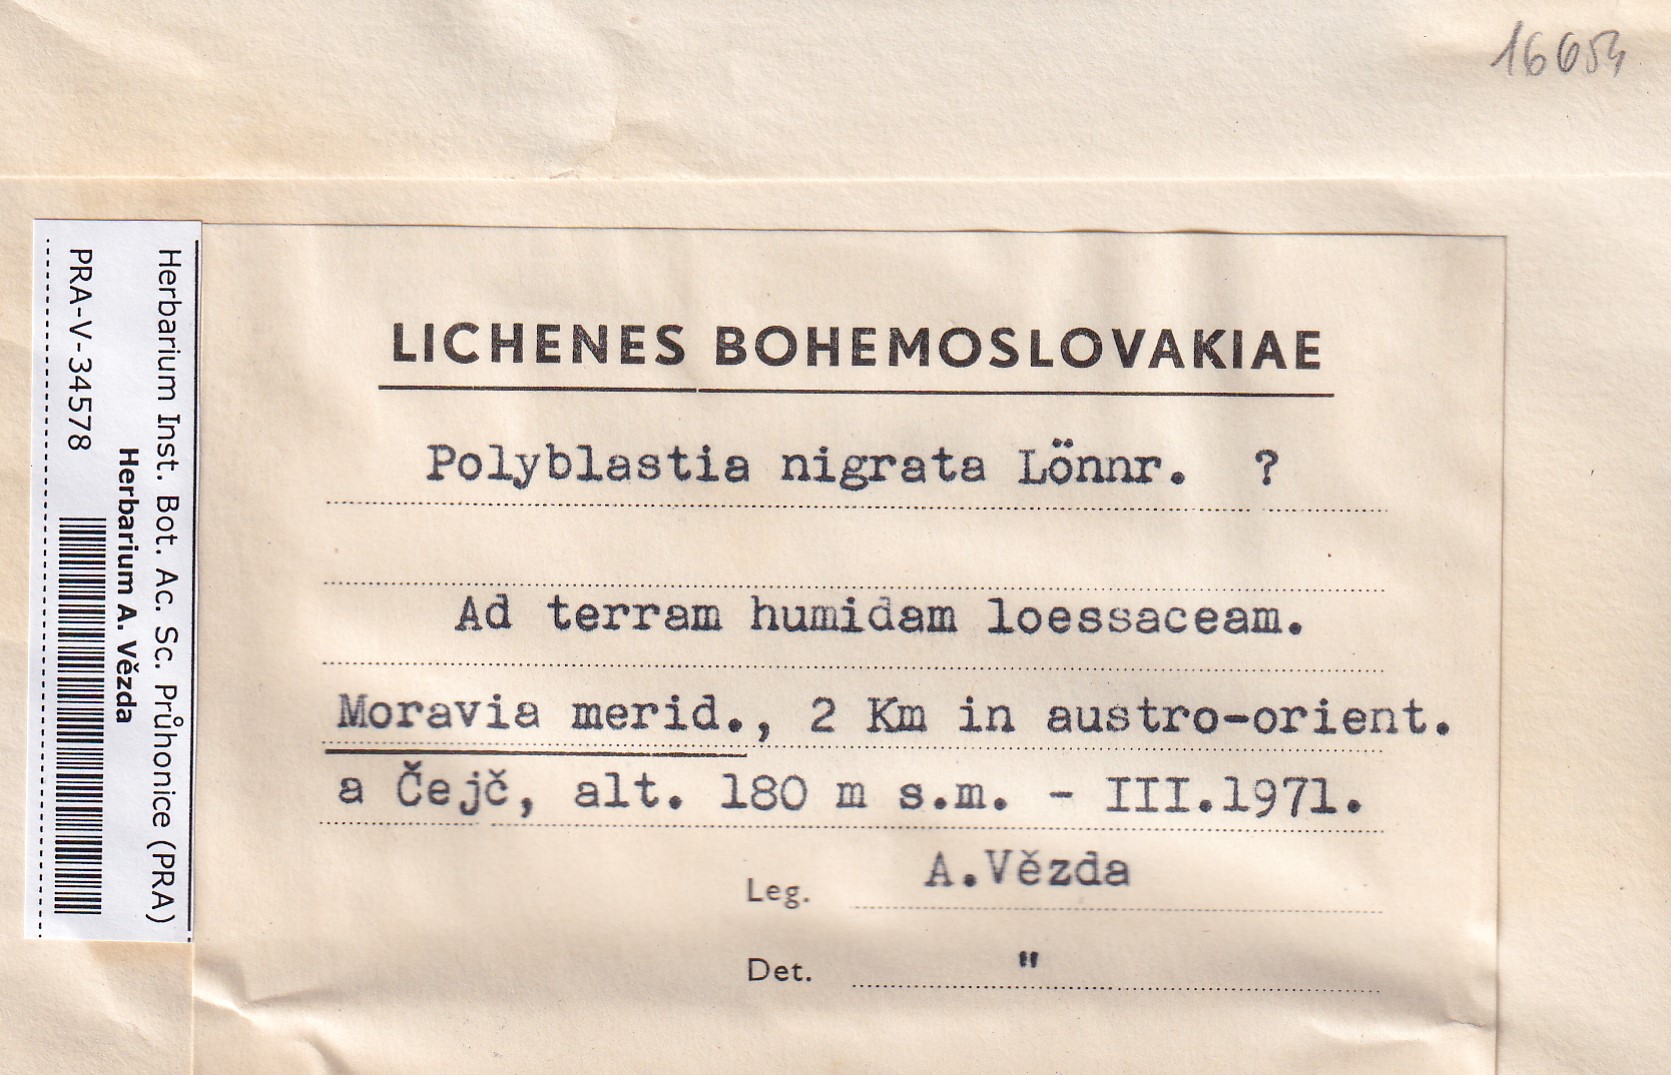 16654
Herbarium Inst. Bot. Ac. Sc. Průhonice (PRA)
Herbarium A. Vězda
PRA-V-34578
LICHENES BOHEMOSLOVAKIAE
Polyblastia nigrata Lönnr. ?
Ad terram humidam loessaceam.
Moravia merid., 2 Km in austro-orient.
a Čejč, alt. 180 m s.m. - III.1971.
Leg. A.Vězda
Det. "